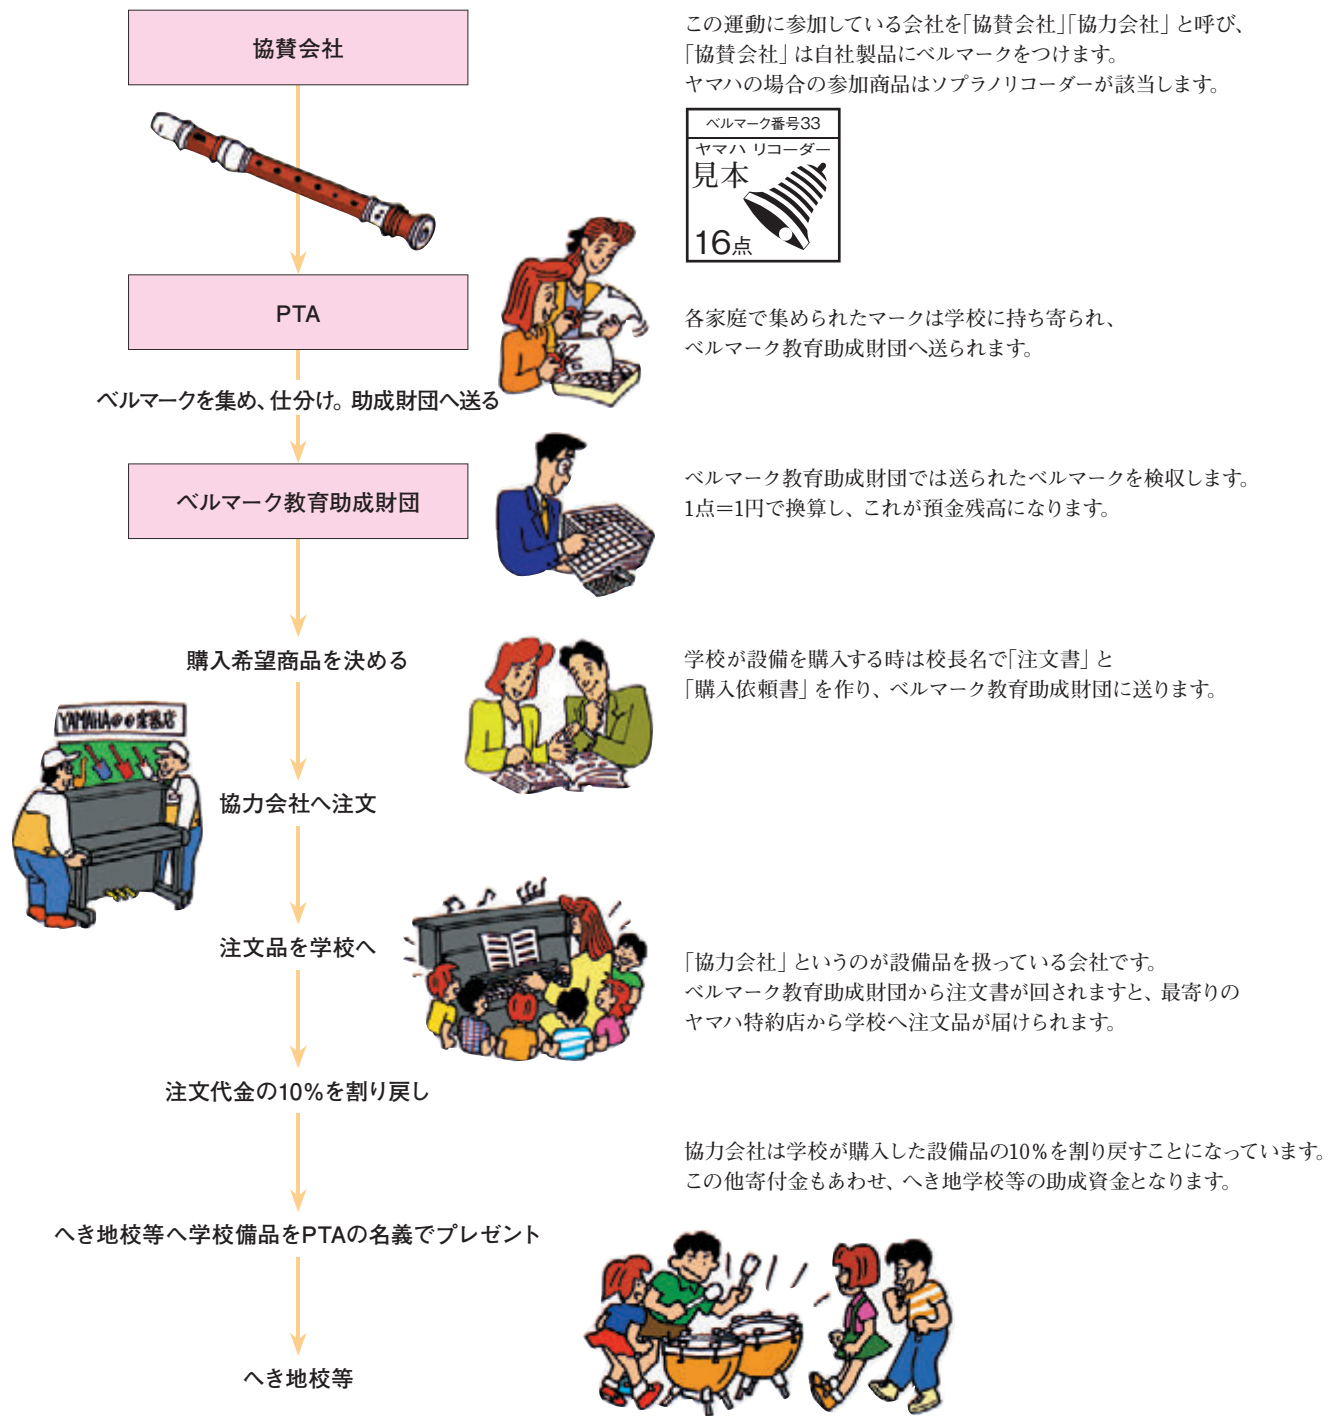 協賛会社
この運動に参加している会社を「協賛会社」「協力会社」と呼び、
「協賛会社」は自社製品にベルマークをつけます。
ヤマハの場合の参加商品はソプラノリコーダーが該当します。
ベルマーク番号33
ヤマハ リコーダー
見本
16点
PTA
各家庭で集められたマークは学校に持ち寄られ、
ベルマーク教育助成財団へ送られます。
ベルマークを集め、仕分け。助成財団へ送る
ベルマーク教育助成財団
ベルマーク教育助成財団では送られたベルマークを検収します。
1点＝1円で換算し、これが預金残高になります。
購入希望商品を決める
学校が設備を購入する時は校長名で「注文書」と
「購入依頼書」を作り、ベルマーク教育助成財団に送ります。
YAMAHA
協力会社へ注文
注文品を学校へ
「協力会社」というのが設備品を扱っている会社です。
ベルマーク教育助成財団から注文書が回されますと、最寄りの
ヤマハ特約店から学校へ注文品が届けられます。
注文代金の10%を割り戻し
協力会社は学校が購入した設備品の10%を割り戻すことになっています。
この他寄付金もあわせ、へき地学校等の助成資金となります。
へき地校等へ学校備品をPTAの名義でプレゼント
へき地校等